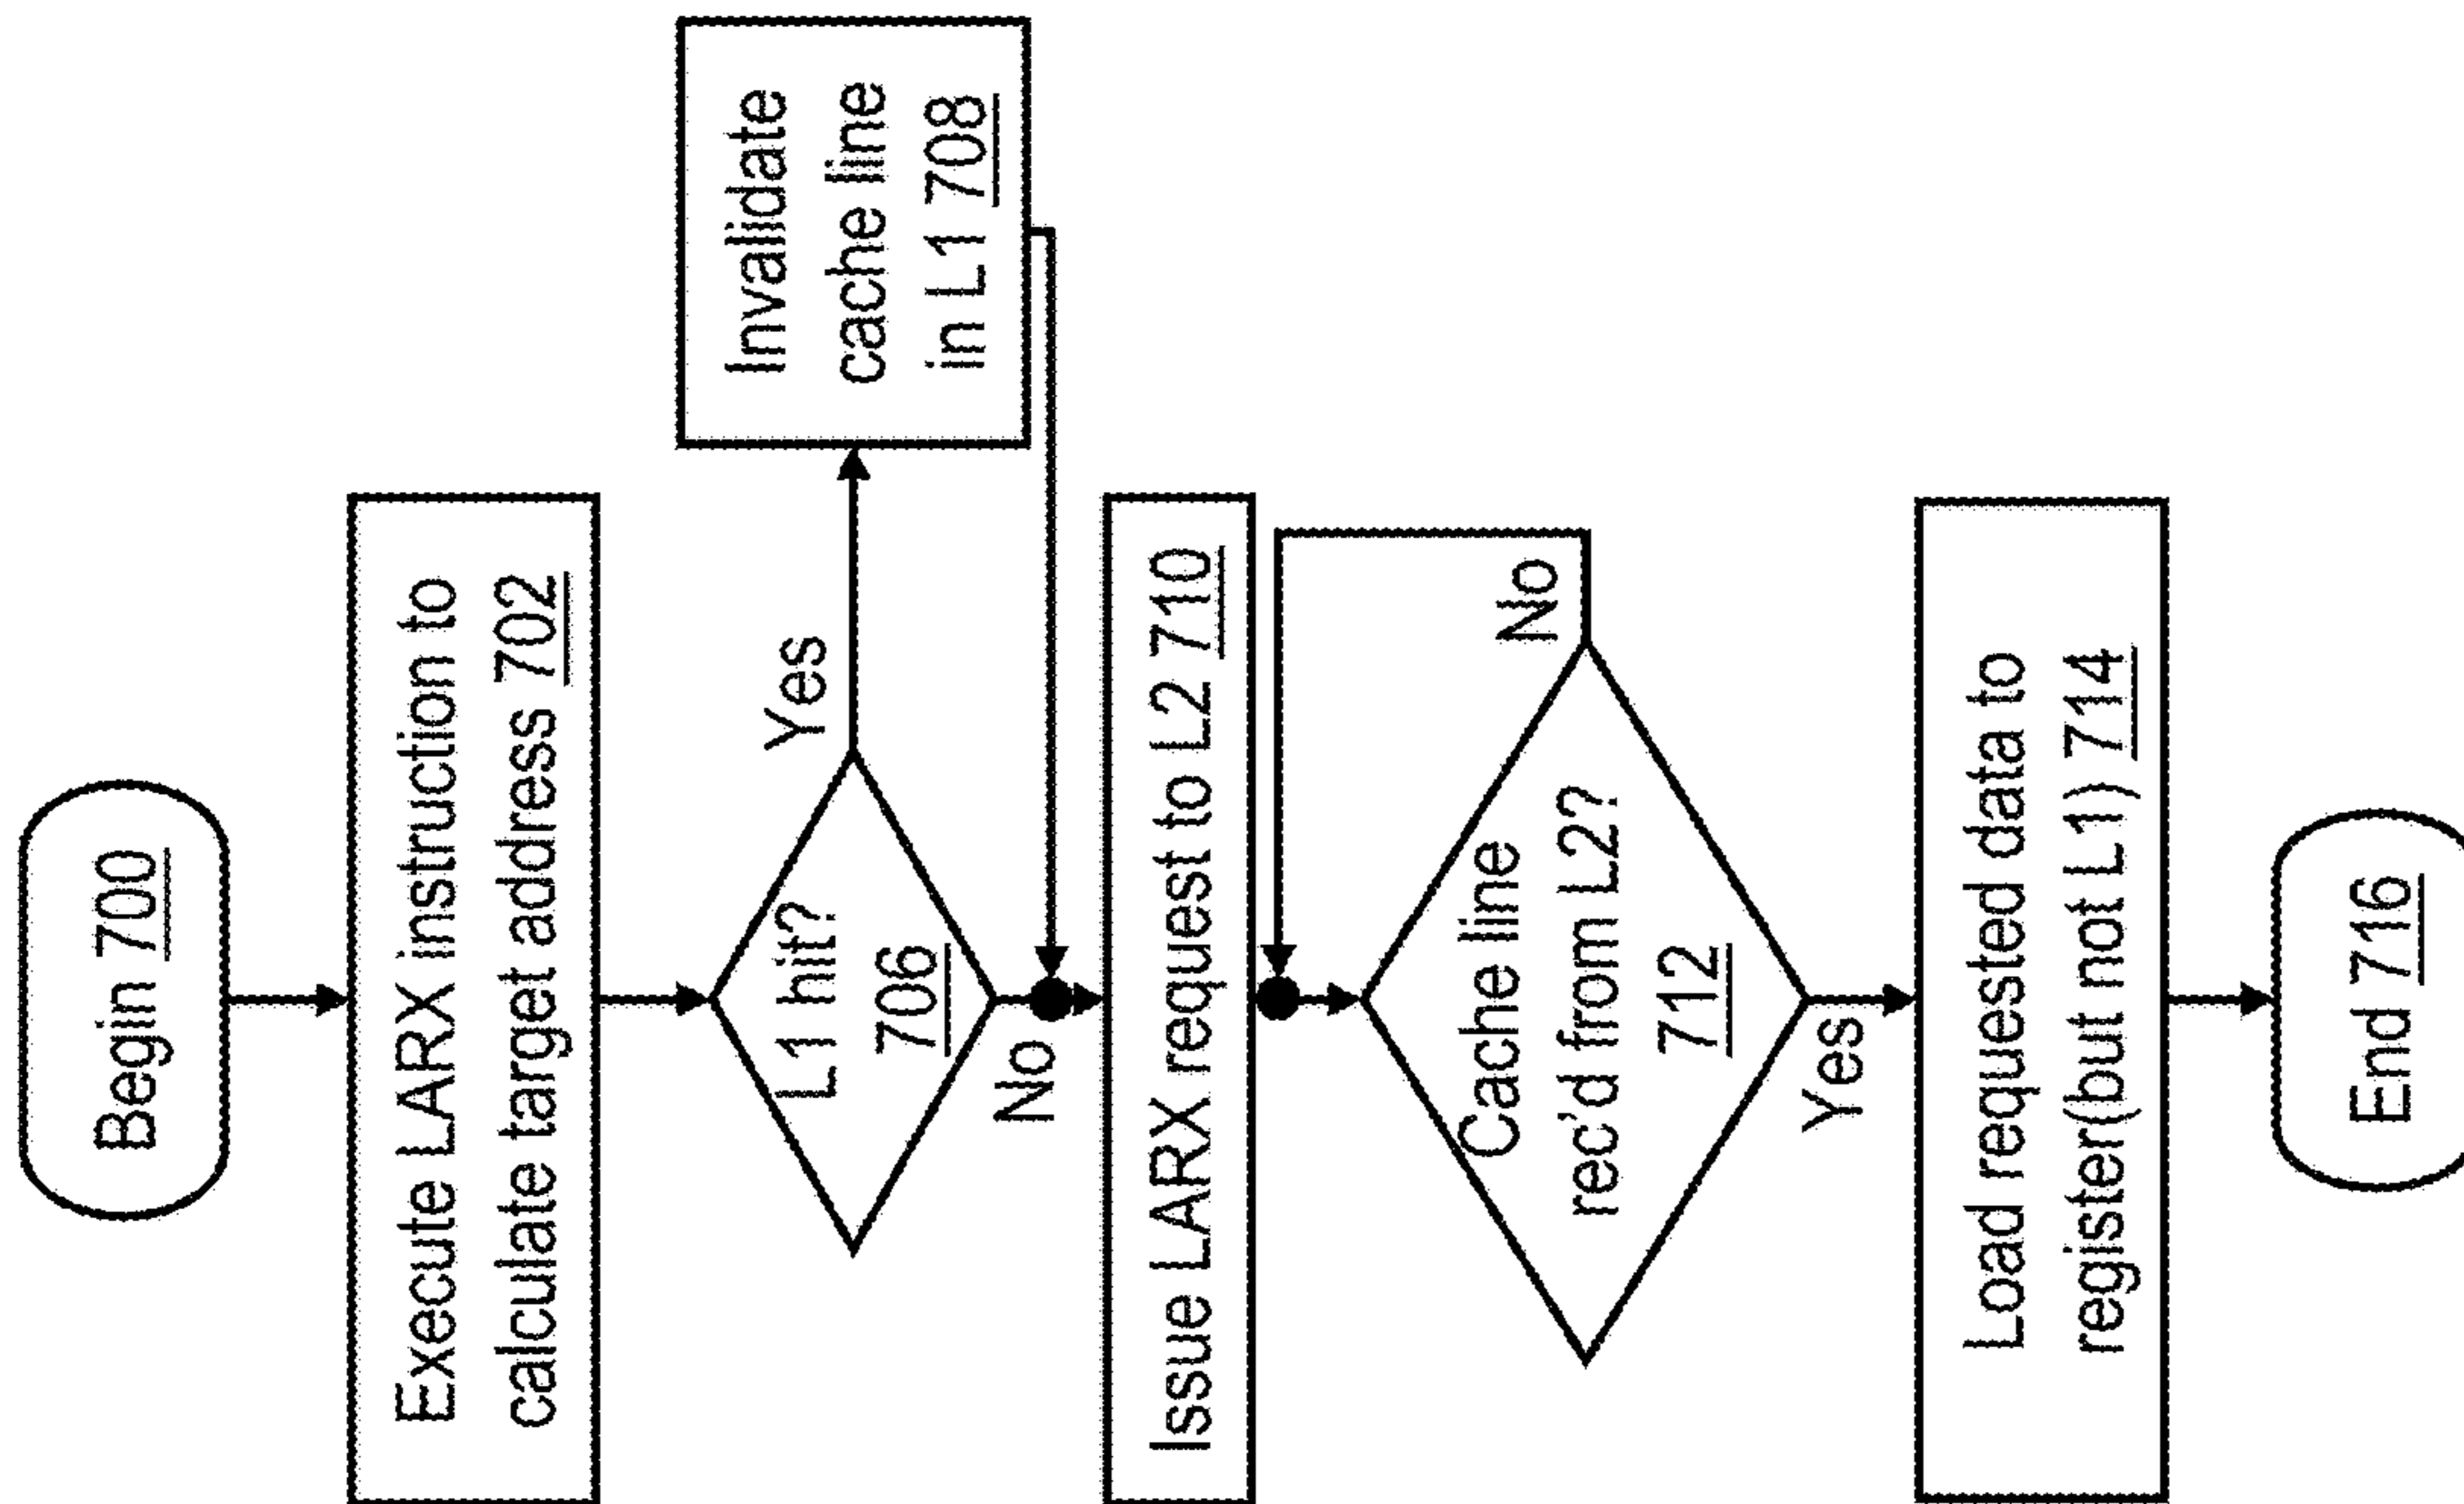 Begin 700
Execute LARX instruction to
calculate target address 702
L1 hit?
706
Yes
Invalidate
cache line
in L1 708
No
Issue LARX request to L2 710
Cache line
rec'd from L2?
712
No
Yes
Load requested data to
register(but not L1) 714
End 716